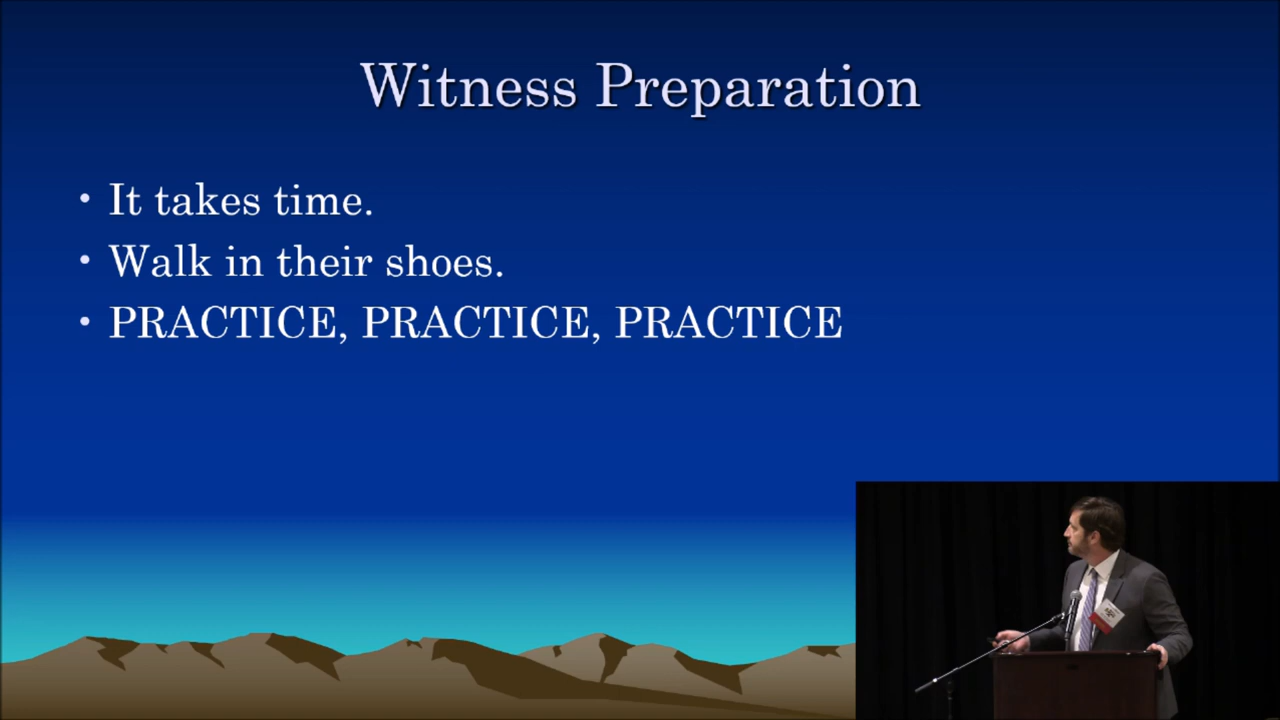 Witness Preparation
• It takes time.
• Walk in their shoes.
• PRACTICE, PRACTICE, PRACTICE